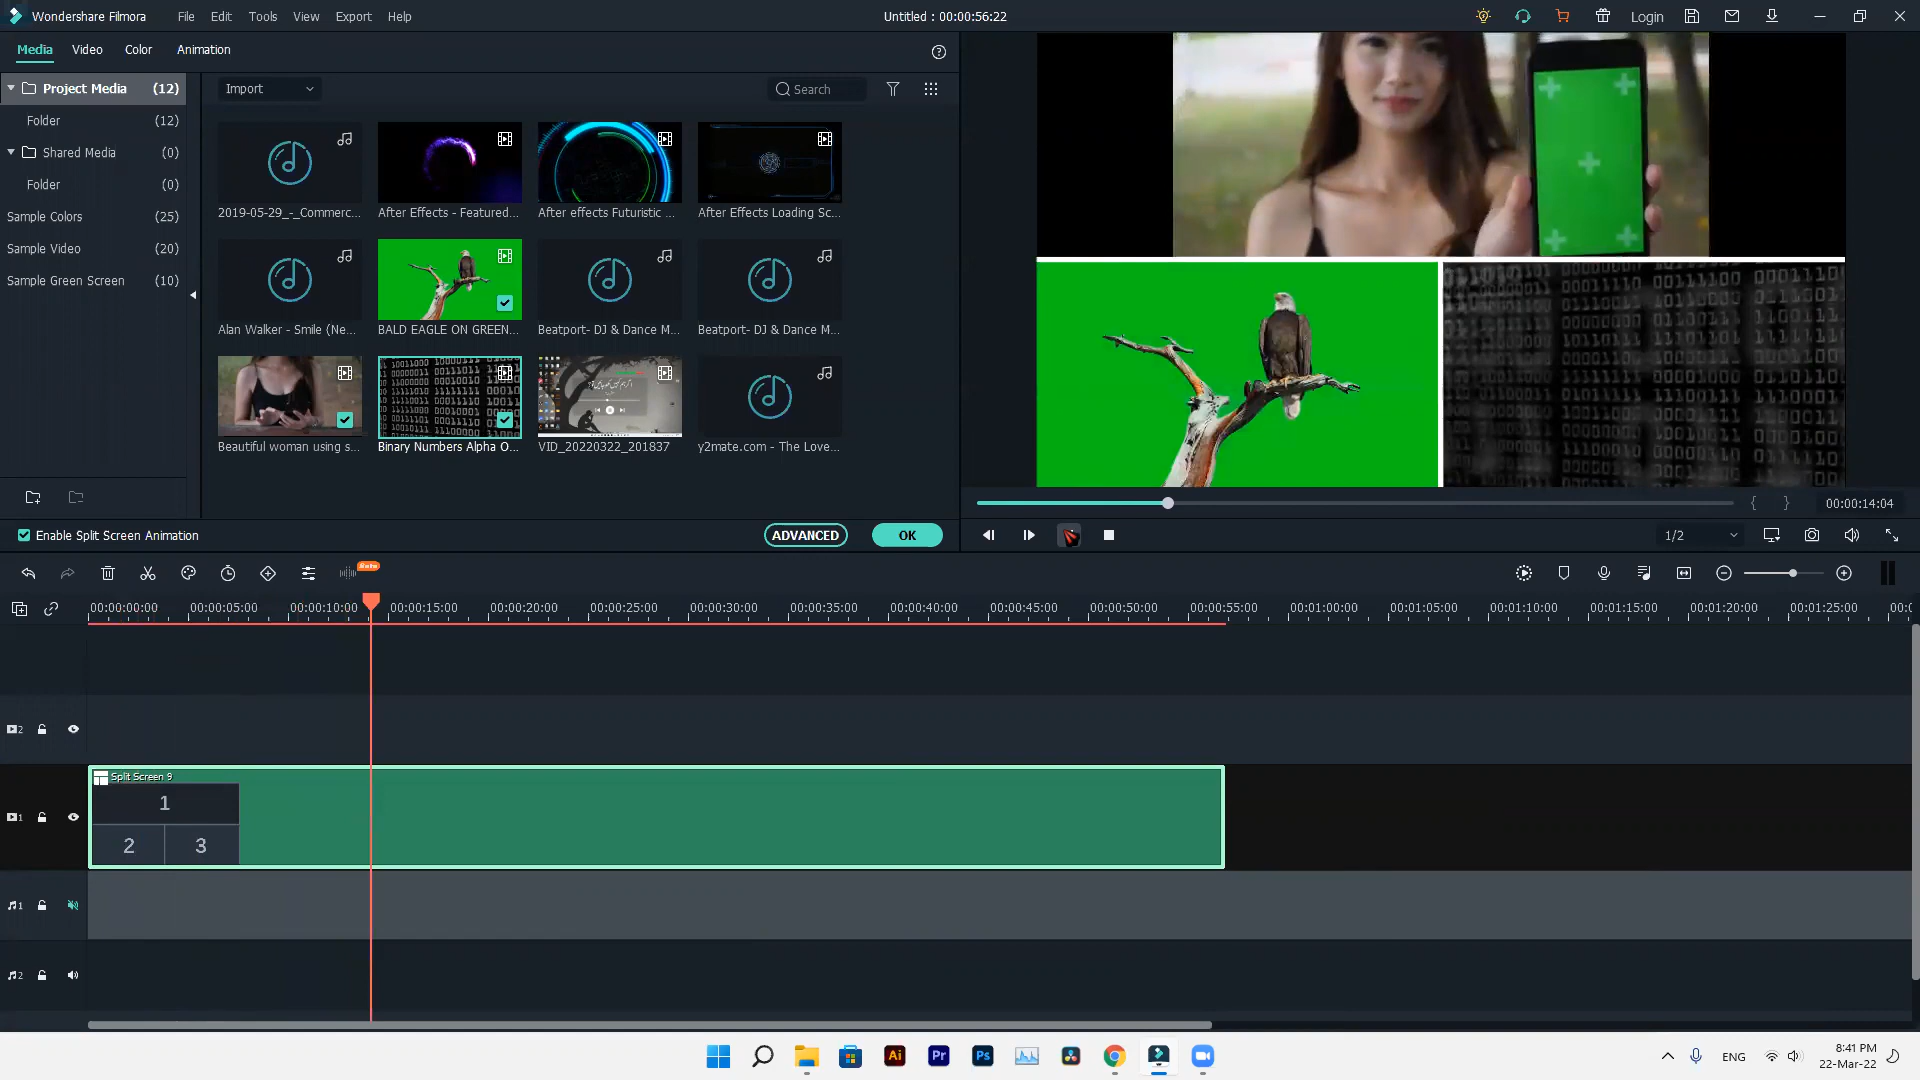 Wondershare Filmora File Edit Tools View Export Help Untitled : 00:00:56:22 Login
Media Video Color Animation
Project Media (12)
Folder (12)
Shared Media (0)
Folder (0)
Sample Colors (25)
Sample Video (20)
Sample Green Screen (10)
Import Search
2019-05-29_-_Commerc... After Effects - Featured... After effects Futuristic ... After Effects Loading Sc...
Alan Walker - Smile (Ne... BALD EAGLE ON GREEN... Beatport- DJ & Dance M... Beatport- DJ & Dance M...
Beautiful woman using s... Binary Numbers Alpha O... VID_20220322_201837 y2mate.com - The Love...
00:00:14:04
Enable Split Screen Animation ADVANCED OK 1/2
00:00:00:00 00:00:05:00 00:00:10:00 00:00:15:00 00:00:20:00 00:00:25:00 00:00:30:00 00:00:35:00 00:00:40:00 00:00:45:00 00:00:50:00 00:00:55:00 00:01:00:00 00:01:05:00 00:01:10:00 00:01:15:00 00:01:20:00 00:01:25:00
2
Split Screen 9
1
1
2 3
1
2
Ai Pr Ps
ENG
8:41 PM
22-Mar-22